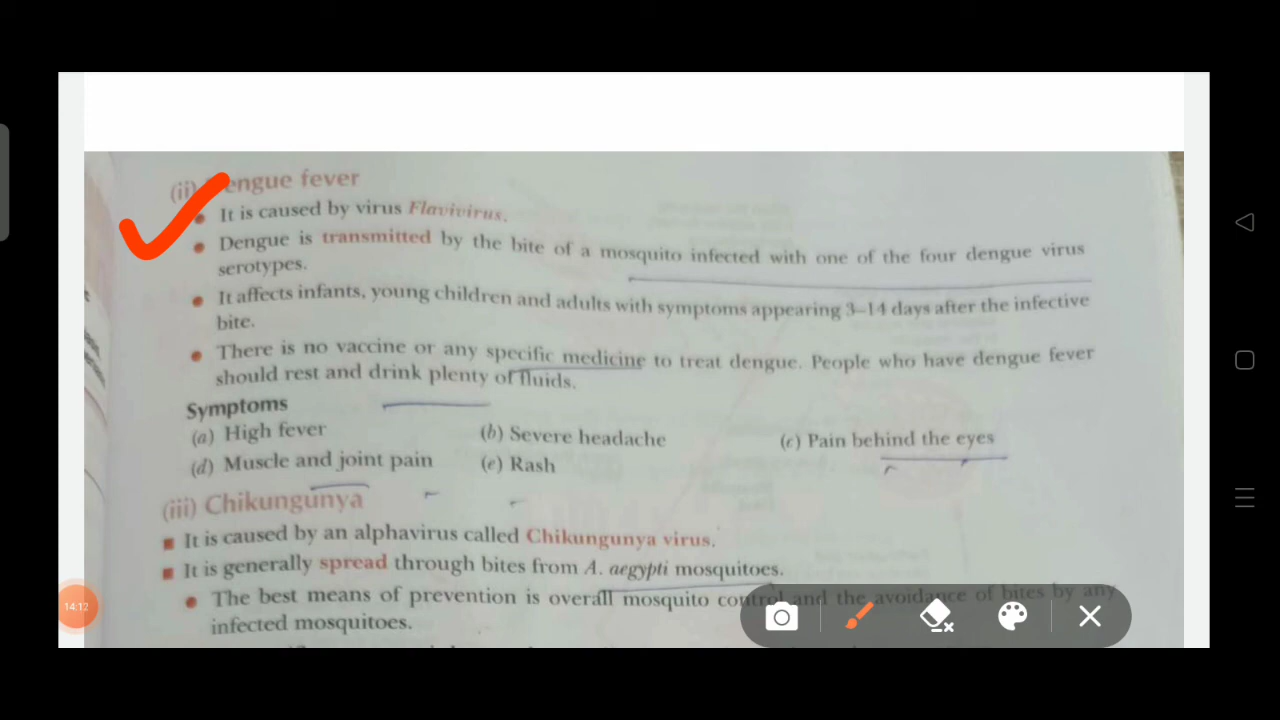 (ii) Dengue fever
It is caused by virus Flavivirus.
Dengue is transmitted by the bite of a mosquito infected with one of the four dengue virus
serotypes.
It affects infants, young children and adults with symptoms appearing 3–14 days after the infective
bite.
There is no vaccine or any specific medicine to treat dengue. People who have dengue fever
should rest and drink plenty of fluids.
Symptoms
(a) High fever (b) Severe headache (c) Pain behind the eyes
(d) Muscle and joint pain (e) Rash
(iii) Chikungunya
It is caused by an alphavirus called Chikungunya virus.
It is generally spread through bites from A. aegypti mosquitoes.
The best means of prevention is overall mosquito control and the avoidance of bites by any
infected mosquitoes.
14:12